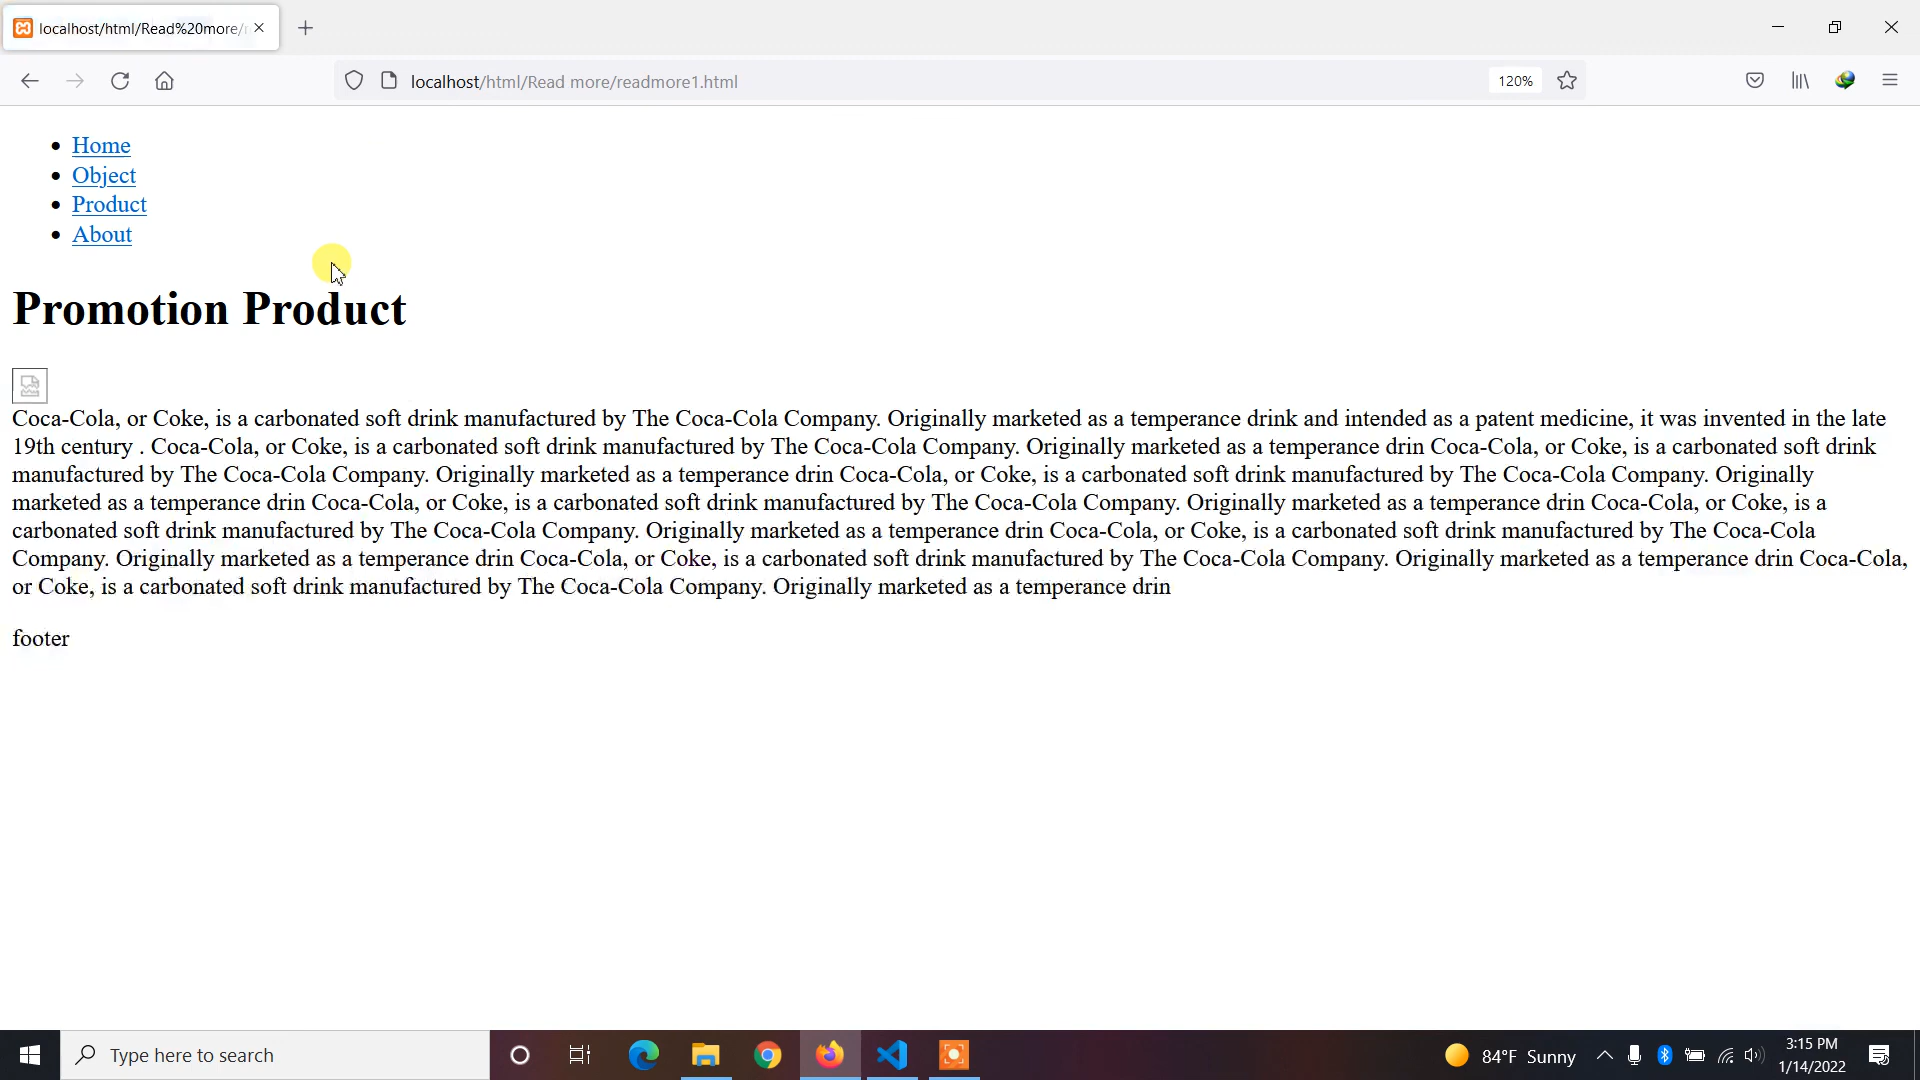 localhost/html/Read%20more/
localhost/html/Read more/readmore1.html
120%
Home
Object
Product
About
Promotion Product
Coca-Cola, or Coke, is a carbonated soft drink manufactured by The Coca-Cola Company. Originally marketed as a temperance drink and intended as a patent medicine, it was invented in the late
19th century . Coca-Cola, or Coke, is a carbonated soft drink manufactured by The Coca-Cola Company. Originally marketed as a temperance drin Coca-Cola, or Coke, is a carbonated soft drink
manufactured by The Coca-Cola Company. Originally marketed as a temperance drin Coca-Cola, or Coke, is a carbonated soft drink manufactured by The Coca-Cola Company. Originally
marketed as a temperance drin Coca-Cola, or Coke, is a carbonated soft drink manufactured by The Coca-Cola Company. Originally marketed as a temperance drin Coca-Cola, or Coke, is a
carbonated soft drink manufactured by The Coca-Cola Company. Originally marketed as a temperance drin Coca-Cola, or Coke, is a carbonated soft drink manufactured by The Coca-Cola
Company. Originally marketed as a temperance drin Coca-Cola, or Coke, is a carbonated soft drink manufactured by The Coca-Cola Company. Originally marketed as a temperance drin Coca-Cola,
or Coke, is a carbonated soft drink manufactured by The Coca-Cola Company. Originally marketed as a temperance drin
footer
Type here to search
84°F Sunny
3:15 PM
1/14/2022